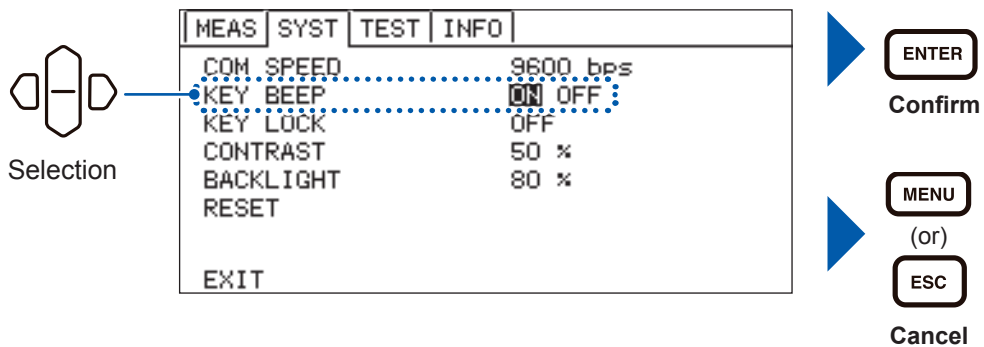 MEAS SYST TEST INFO
COM SPEED 9600 bps
KEY BEEP ON OFF
KEY LOCK OFF
CONTRAST 50 %
BACKLIGHT 80 %
RESET
EXIT
Selection
ENTER
Confirm
MENU
(or)
ESC
Cancel